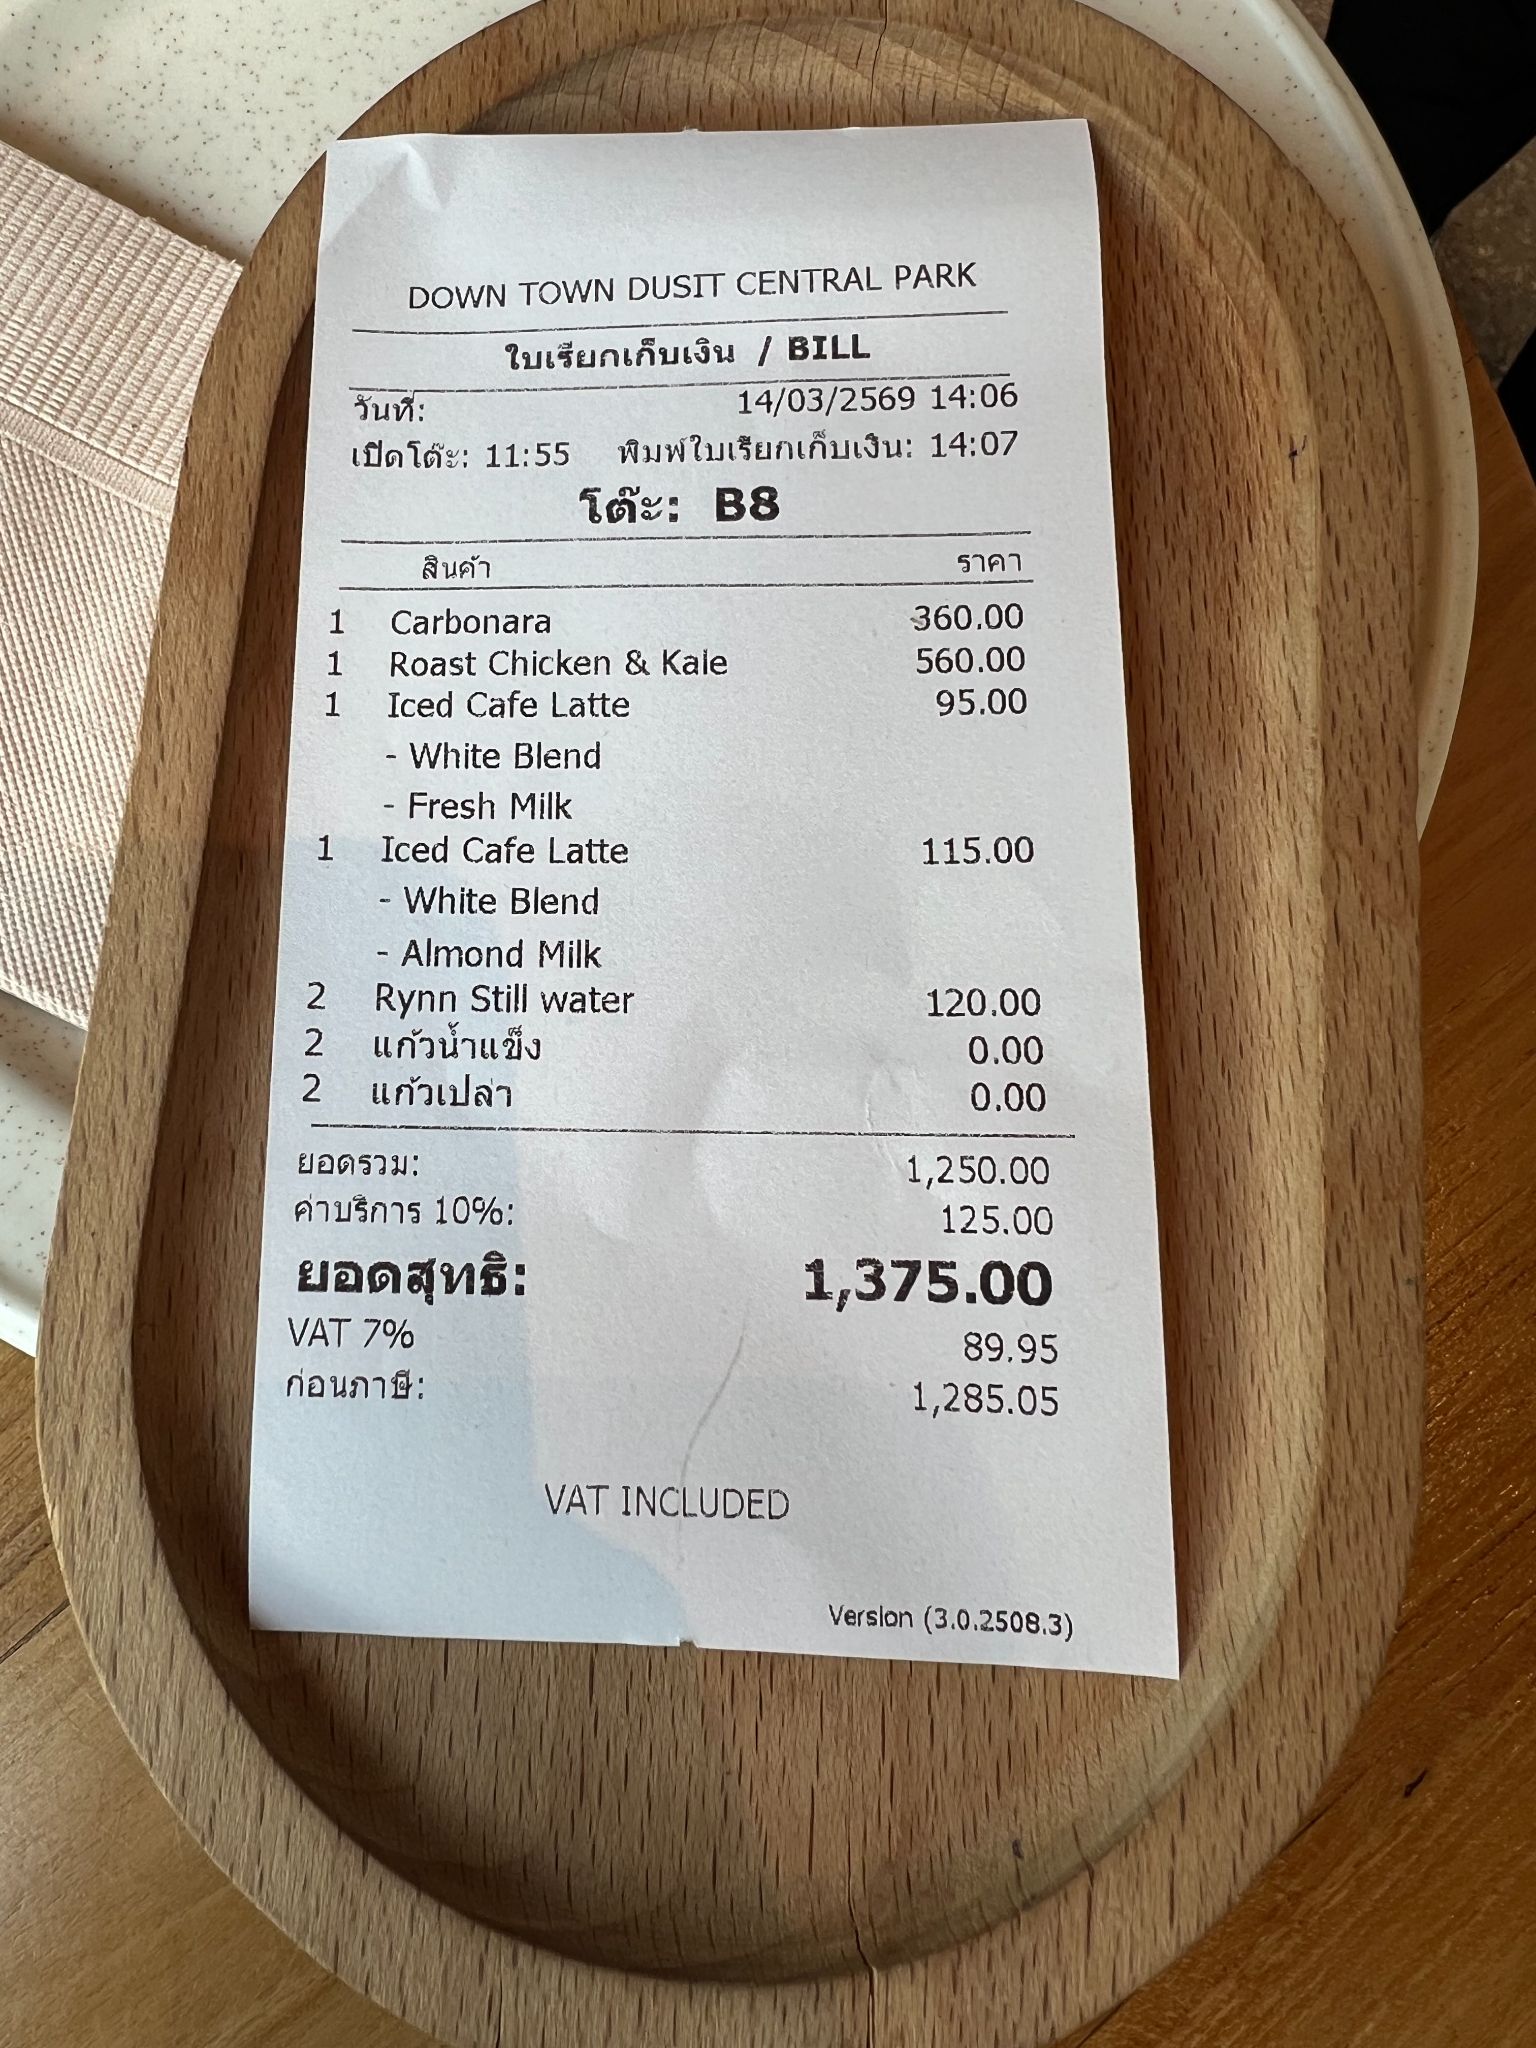 DOWN TOWN DUSIT CENTRAL PARK
ใบเรียกเก็บเงิน / BILL
วันที่: 14/03/2569 14:06
เปิดโต๊ะ: 11:55 พิมพ์ใบเรียกเก็บเงิน: 14:07
โต๊ะ: B8
สินค้า ราคา
1 Carbonara 360.00
1 Roast Chicken & Kale 560.00
1 Iced Cafe Latte 95.00
- White Blend
- Fresh Milk
1 Iced Cafe Latte 115.00
- White Blend
- Almond Milk
2 Rynn Still water 120.00
2 แก้วน้ำแข็ง 0.00
2 แก้วเปล่า 0.00
ยอดรวม: 1,250.00
ค่าบริการ 10%: 125.00
ยอดสุทธิ: 1,375.00
VAT 7% 89.95
ก่อนภาษี: 1,285.05
VAT INCLUDED
Version (3.0.2508.3)